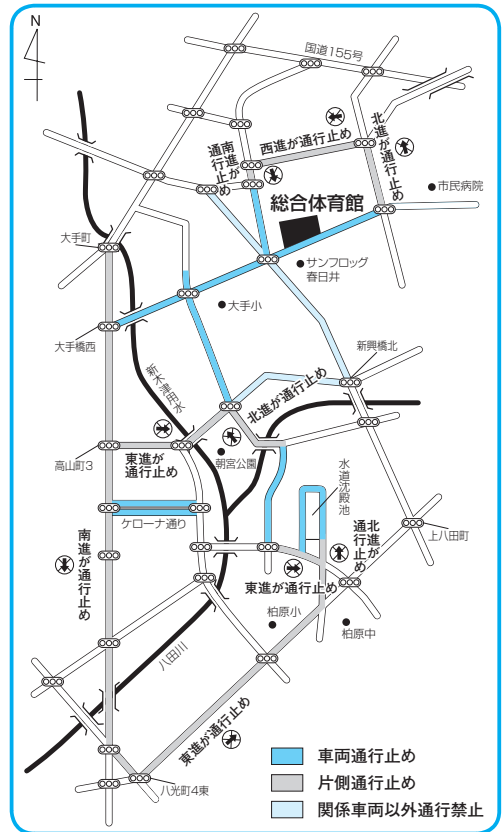 N
国道155号
西進が通行止め
北進が通行止め
南進が
通行止め
市民病院
総合体育館
大手町
サンフロッグ
春日井
大手小
大手橋西
新木津用水
新興橋北
北進が通行止め
高山町3
東進が
通行止め
朝宮公園
水道沈殿池
ケローナ通り
上八田町
北進が
通行止め
南進が通行止め
東進が通行止め
柏原小
柏原中
八田川
東進が通行止め
八光町4東
車両通行止め
片側通行止め
関係車両以外通行禁止